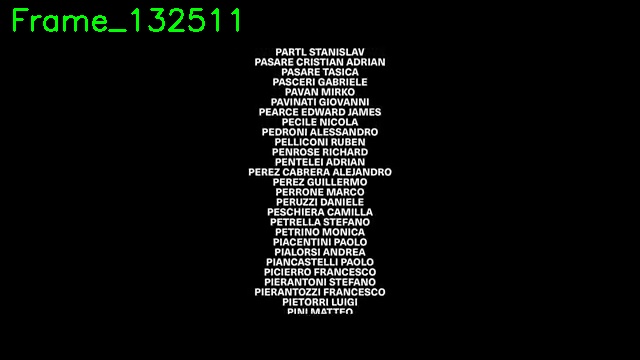 Frame_132511
PARTL STANISLAV
PASARE CRISTIAN ADRIAN
PASARE TASICA
PASCERI GABRIELE
PAVAN MIRKO
PAVINATI GIOVANNI
PEARCE EDWARD JAMES
PECILE NICOLA
PEDRONI ALESSANDRO
PELLICONI RUBEN
PENROSE RICHARD
PENTELEI ADRIAN
PEREZ CABRERA ALEJANDRO
PEREZ GUILLERMO
PERRONE MARCO
PERUZZI DANIELE
PESCHIERA CAMILLA
PETRELLA STEFANO
PETRINO MONICA
PIACENTINI PAOLO
PIALORSI ANDREA
PIANCASTELLI PAOLO
PICIERRO FRANCESCO
PIERANTONI STEFANO
PIERANTOZZI FRANCESCO
PIETORRI LUIGI
PINI MATTEO